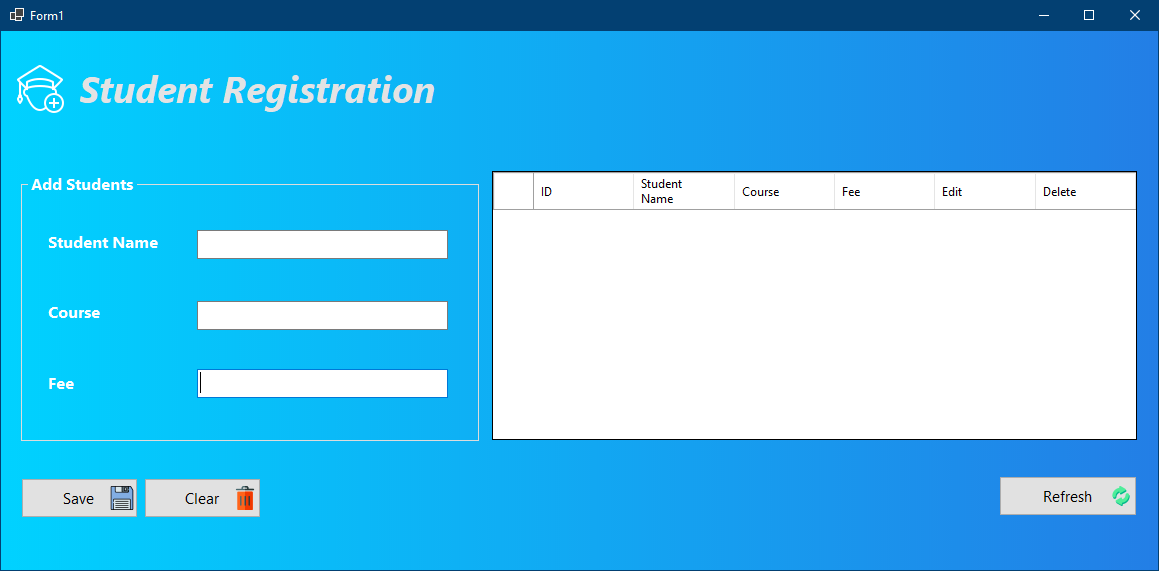 Form1
Student Registration
Add Students
Student Name
Course
Fee
ID
Student
Name
Course
Fee
Edit
Delete
Save
Clear
Refresh